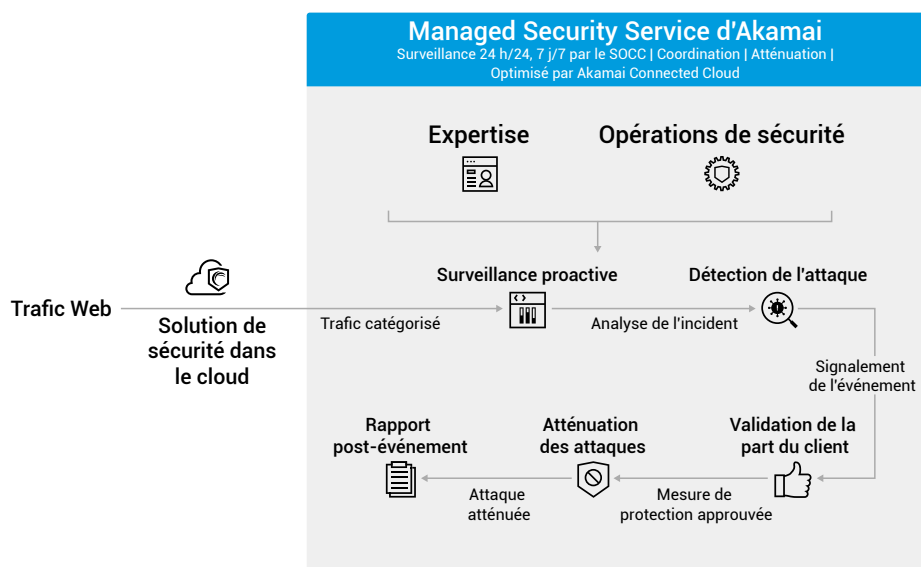 Managed Security Service d'Akamai
Surveillance 24 h/24, 7 j/7 par le SOCC | Coordination | Atténuation |
Optimisé par Akamai Connected Cloud
Expertise
Opérations de sécurité
Surveillance proactive
Détection de l'attaque
Trafic Web
Solution de
sécurité dans
le cloud
Trafic catégorisé
Analyse de l'incident
Signalement
de l'événement
Rapport
post-événement
Atténuation
des attaques
Validation de la
part du client
Attaque
atténuée
Mesure de
protection approuvée